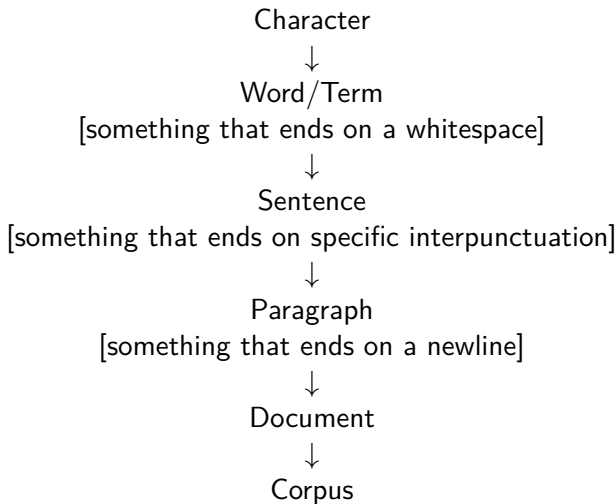 Character
↓
Word/Term
[something that ends on a whitespace]
↓
Sentence
[something that ends on specific interpunctuation]
↓
Paragraph
[something that ends on a newline]
↓
Document
↓
Corpus